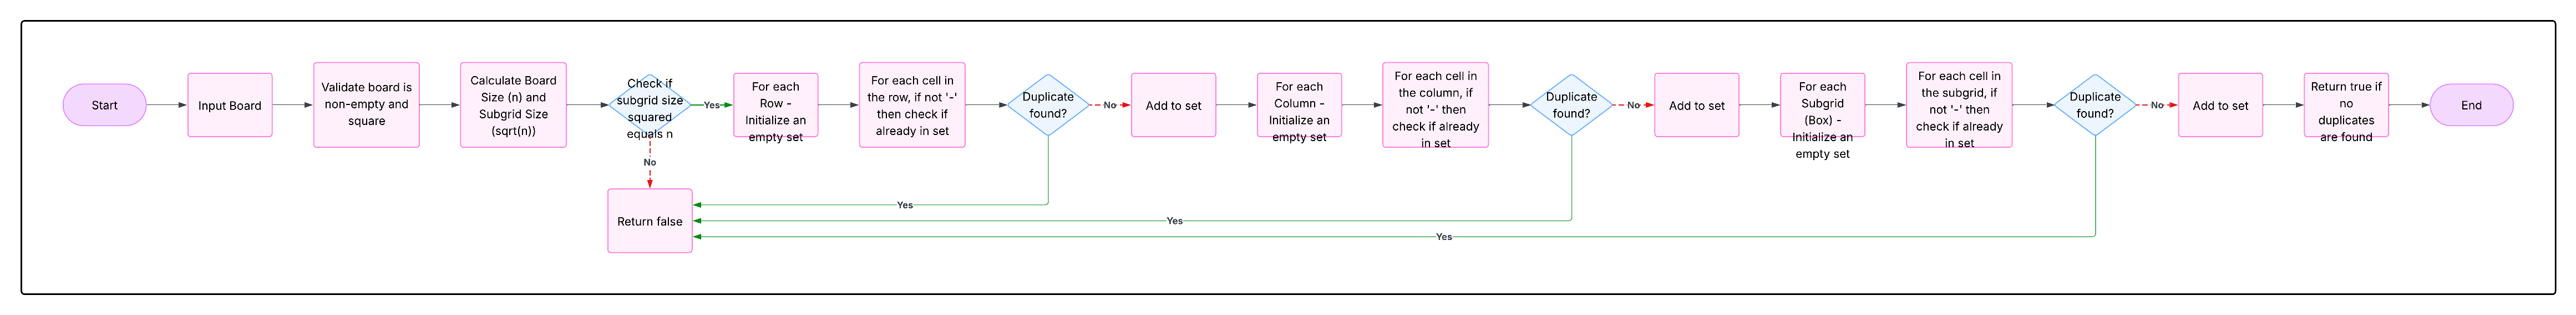 Start
Input Board
Validate board is
non-empty and
square
Calculate Board
Size (n) and
Subgrid Size
(sqrt(n))
Check if
subgrid size
squared
equals n
Yes
No
Return false
For each
Row -
Initialize an
empty set
For each cell in
the row, if not '-'
then check if
already in set
Duplicate
found?
No
Yes
Add to set
For each
Column -
Initialize an
empty set
For each cell in
the column, if
not '-' then
check if already
in set
Duplicate
found?
No
Yes
Add to set
For each
Subgrid
(Box) -
Initialize an
empty set
For each cell in
the subgrid, if
not '-' then
check if already
in set
Duplicate
found?
No
Yes
Add to set
Return true if
no
duplicates
are found
End